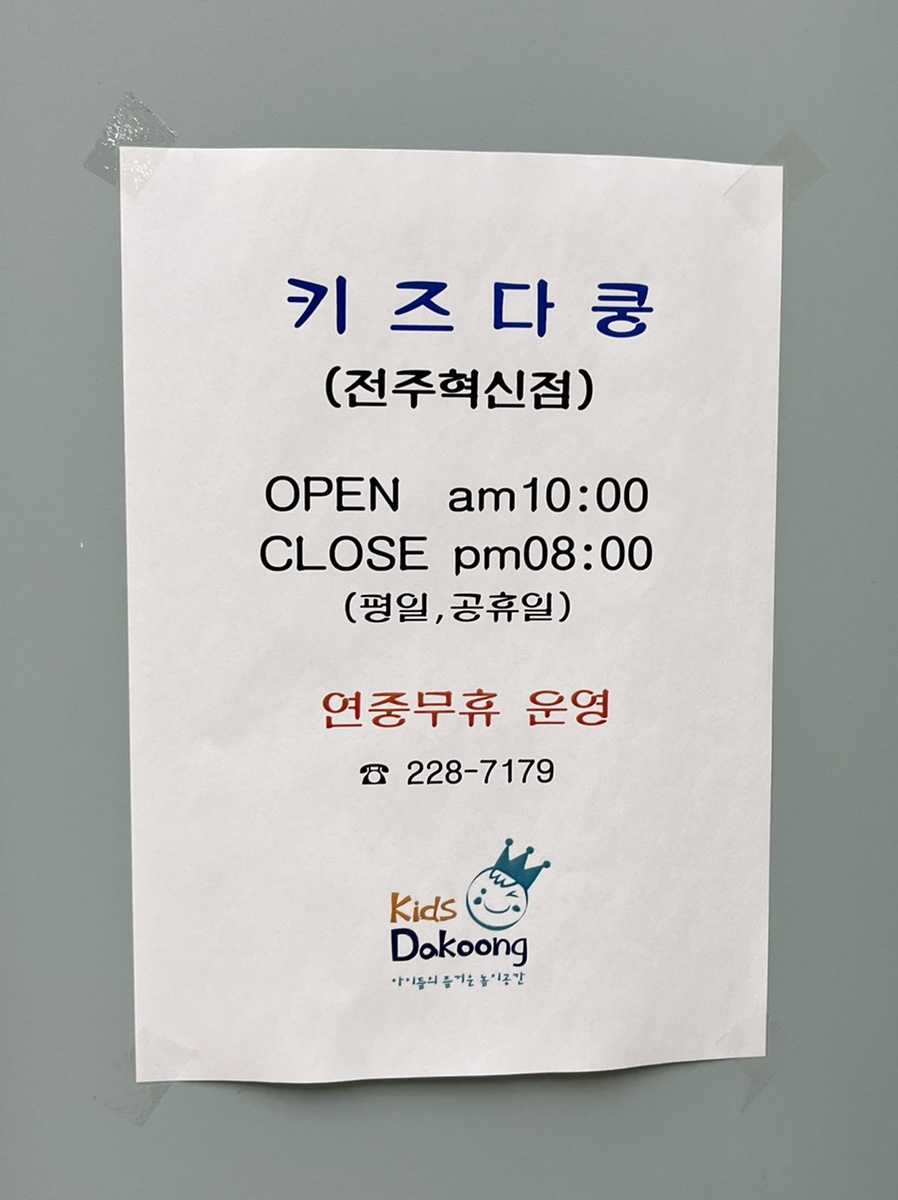 키즈다쿵
(전주혁신점)
OPEN am10:00
CLOSE pm08:00
(평일,공휴일)
연중무휴 운영
☎ 228-7179
Kids
Dakoong
아이들의 즐거운 놀이공간